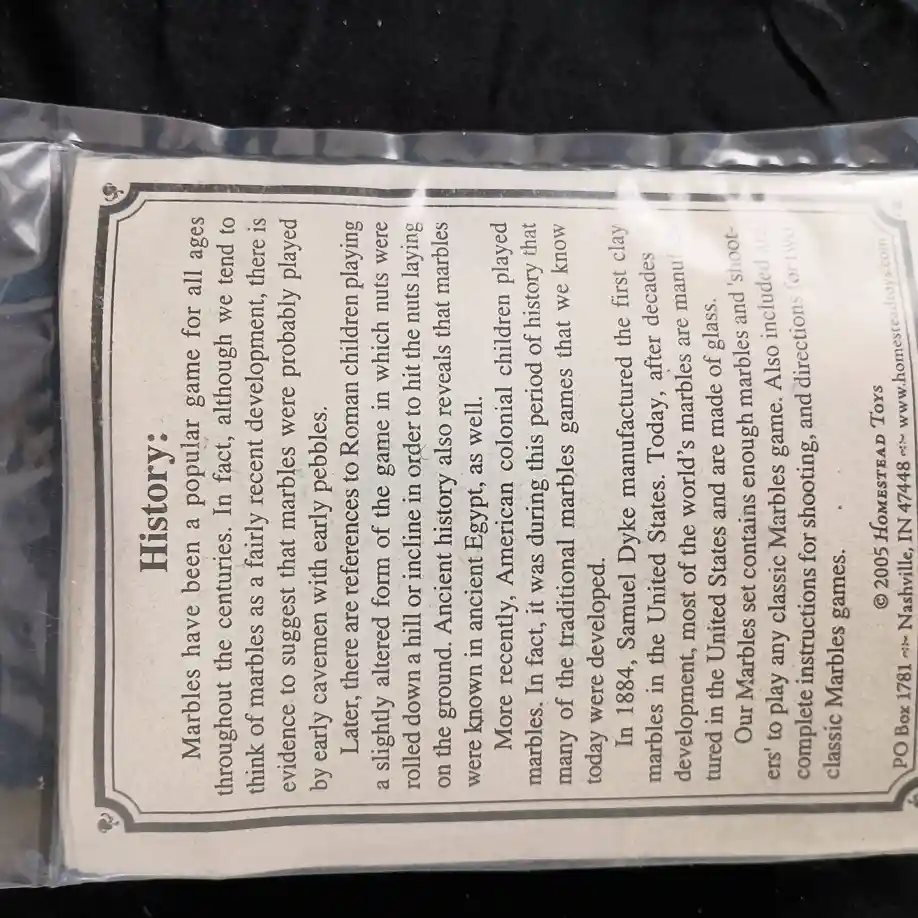 History:
Marbles have been a popular game for all ages
throughout the centuries. In fact, although we tend to
think of marbles as a fairly recent development, there is
evidence to suggest that marbles were probably played
by early cavemen with early pebbles.
Later, there are references to Roman children playing
a slightly altered form of the game in which nuts were
rolled down a hill or incline in order to hit the nuts laying
on the ground. Ancient history also reveals that marbles
were known in ancient Egypt, as well.
More recently, American colonial children played
marbles. In fact, it was during this period of history that
many of the traditional marbles games that we know
today were developed.
In 1884, Samuel Dyke manufactured the first clay
marbles in the United States. Today, after decades
development, most of the world's marbles are manuf
tured in the United States and are made of glass.
Our Marbles set contains enough marbles and 'shoot-
ers' to play any classic Marbles game. Also included
complete instructions for shooting, and directions for two
classic Marbles games.
© 2005 HOMESTEAD TOYS
PO Box 1781 ~ Nashville, IN 47448 ~ www.homesteadtoys.com